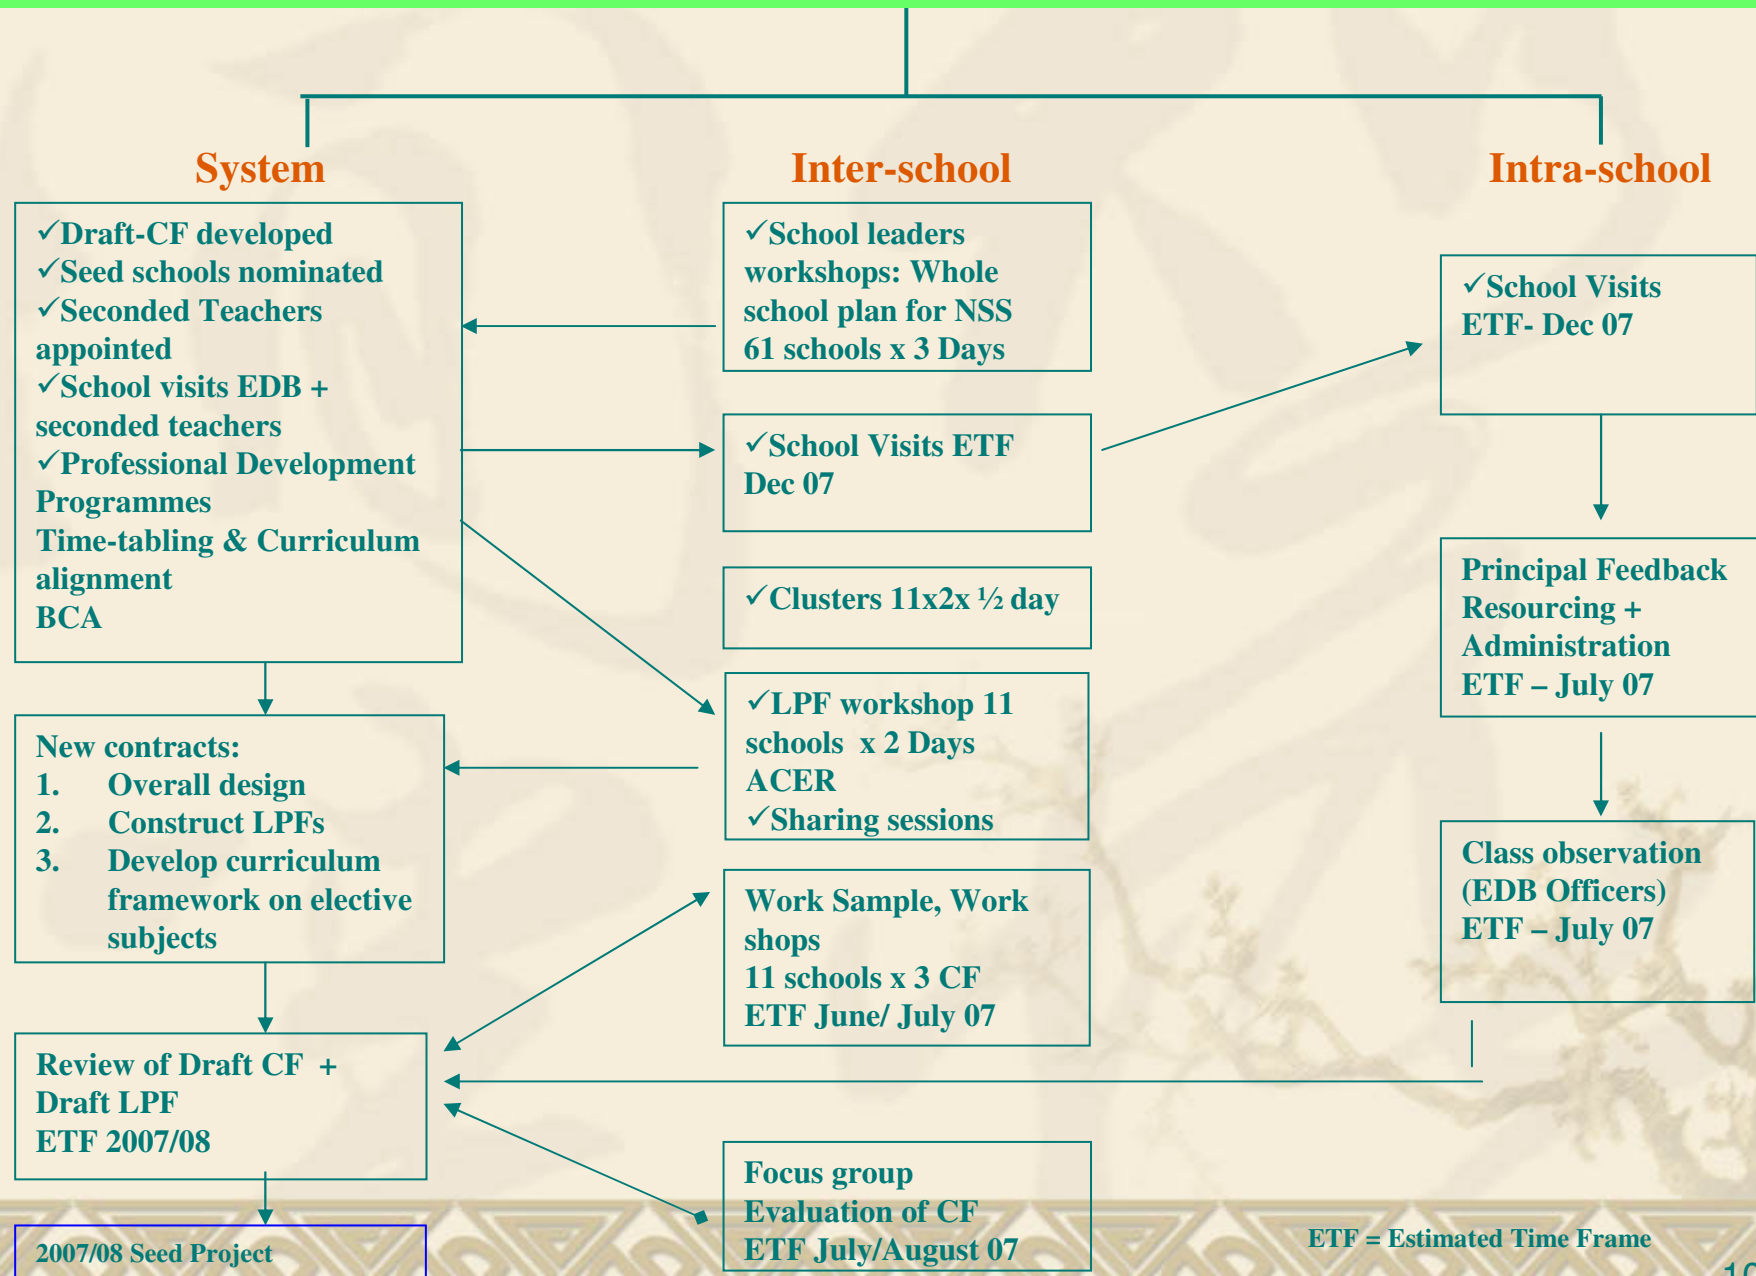 System
✓Draft-CF developed
✓Seed schools nominated
✓Seconded Teachers
appointed
✓School visits EDB +
seconded teachers
✓Professional Development
Programmes
Time-tabling & Curriculum
alignment
BCA
New contracts:
1. Overall design
2. Construct LPFs
3. Develop curriculum
framework on elective
subjects
Review of Draft CF +
Draft LPF
ETF 2007/08
2007/08 Seed Project
Inter-school
✓School leaders
workshops: Whole
school plan for NSS
61 schools x 3 Days
✓School Visits ETF
Dec 07
✓Clusters 11x2x ½ day
✓LPF workshop 11
schools x 2 Days
ACER
✓Sharing sessions
Work Sample, Work
shops
11 schools x 3 CF
ETF June/ July 07
Focus group
Evaluation of CF
ETF July/August 07
Intra-school
✓School Visits
ETF- Dec 07
Principal Feedback
Resourcing +
Administration
ETF – July 07
Class observation
(EDB Officers)
ETF – July 07
ETF = Estimated Time Frame